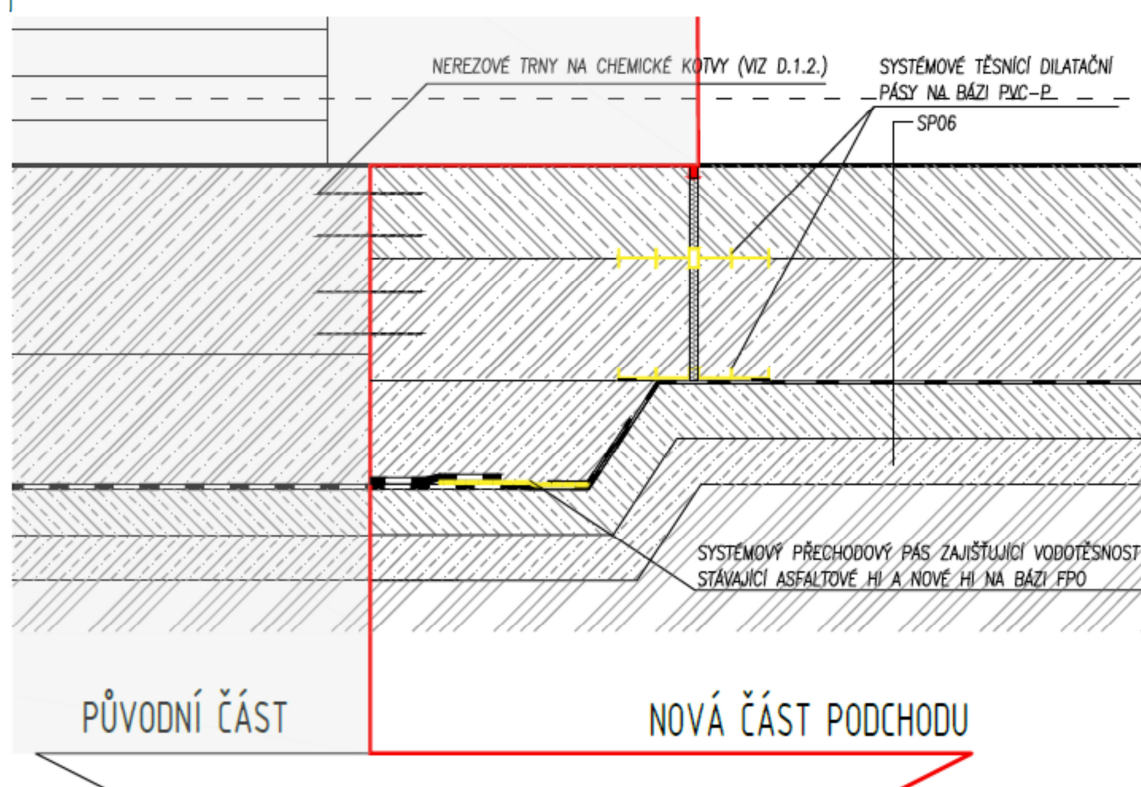 NEREZOVÉ TRNY NA CHEMICKÉ KOTVY (VIZ D.1.2.)
SYSTÉMOVÉ TĚSNÍCÍ DILATAČNÍ
PÁSY NA BÁZI PVC-P
SP06
SYSTÉMOVÝ PŘECHODOVÝ PÁS ZAJIŠŤUJÍCÍ VODOTĚSNOST
STÁVAJÍCÍ ASFALTOVÉ HI A NOVÉ HI NA BÁZI FPO
PŮVODNÍ ČÁST
NOVÁ ČÁST PODCHODU